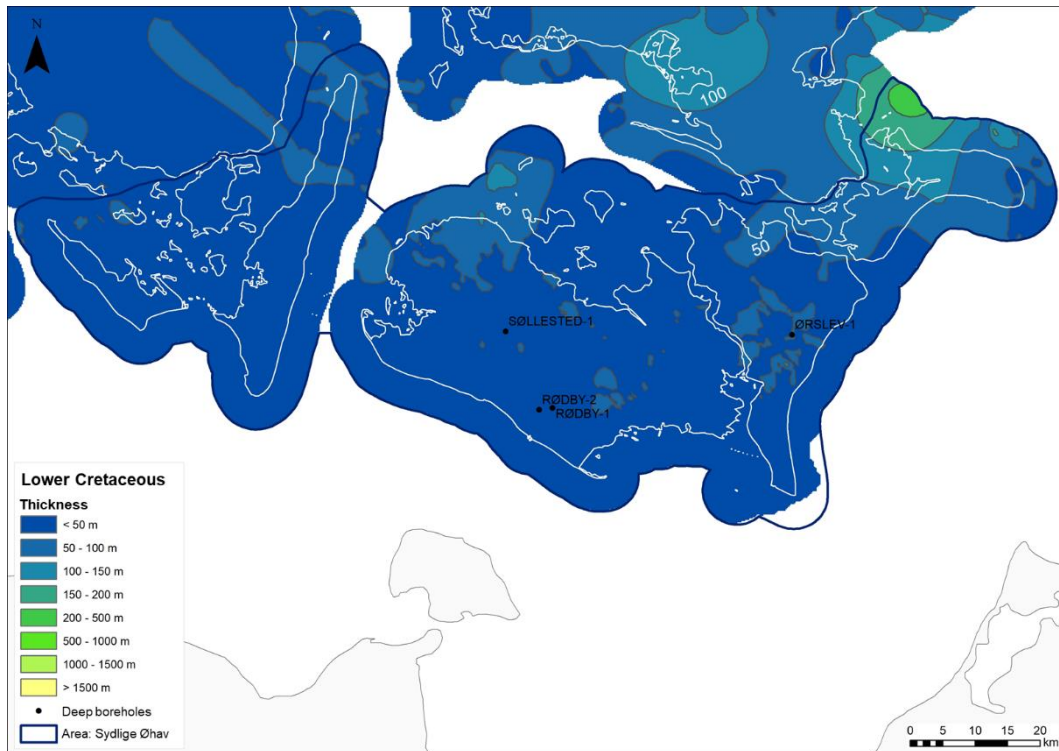 N
100
50
SØLLESTED-1
ØRSLEV-1
RØDBY-2
RØDBY-1
Lower Cretaceous
Thickness
< 50 m
50 - 100 m
100 - 150 m
150 - 200 m
200 - 500 m
500 - 1000 m
1000 - 1500 m
> 1500 m
Deep boreholes
Area: Sydlige Øhav
0 5 10 15 20
km